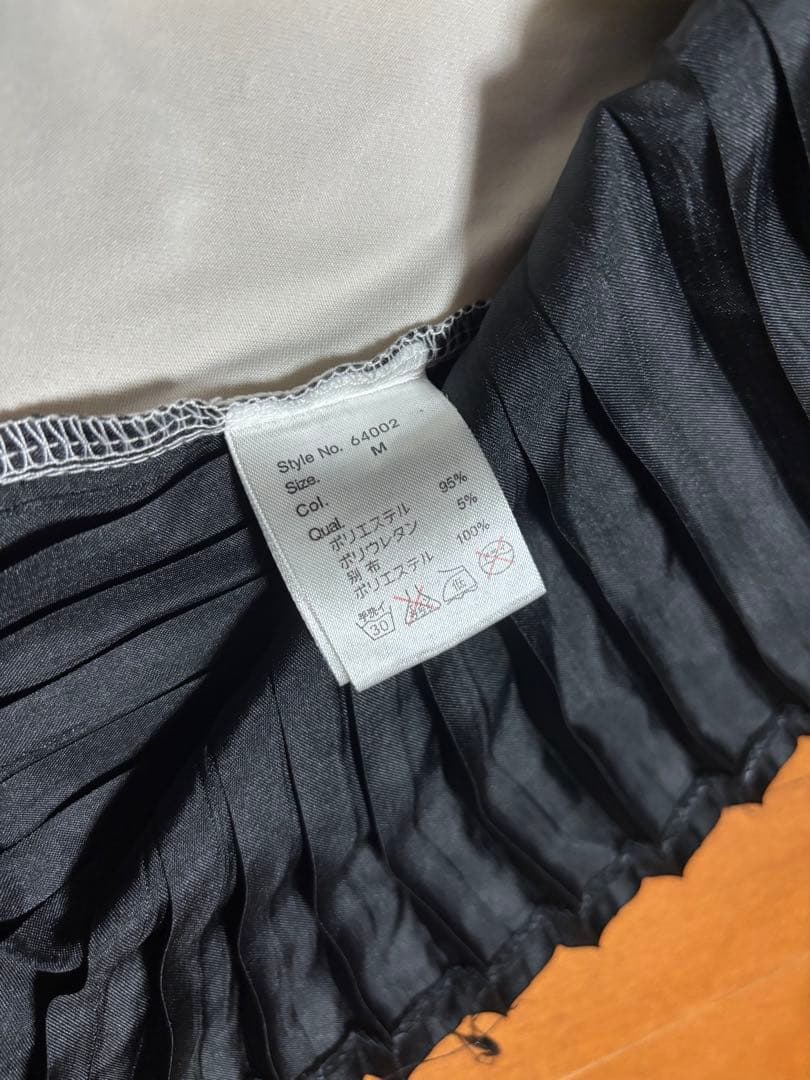 Style No. 64002
Size. M
Col.
Qual.
ポリエステル 95%
ポリウレタン 5%
別布
ポリエステル 100%
手洗イ
30
低